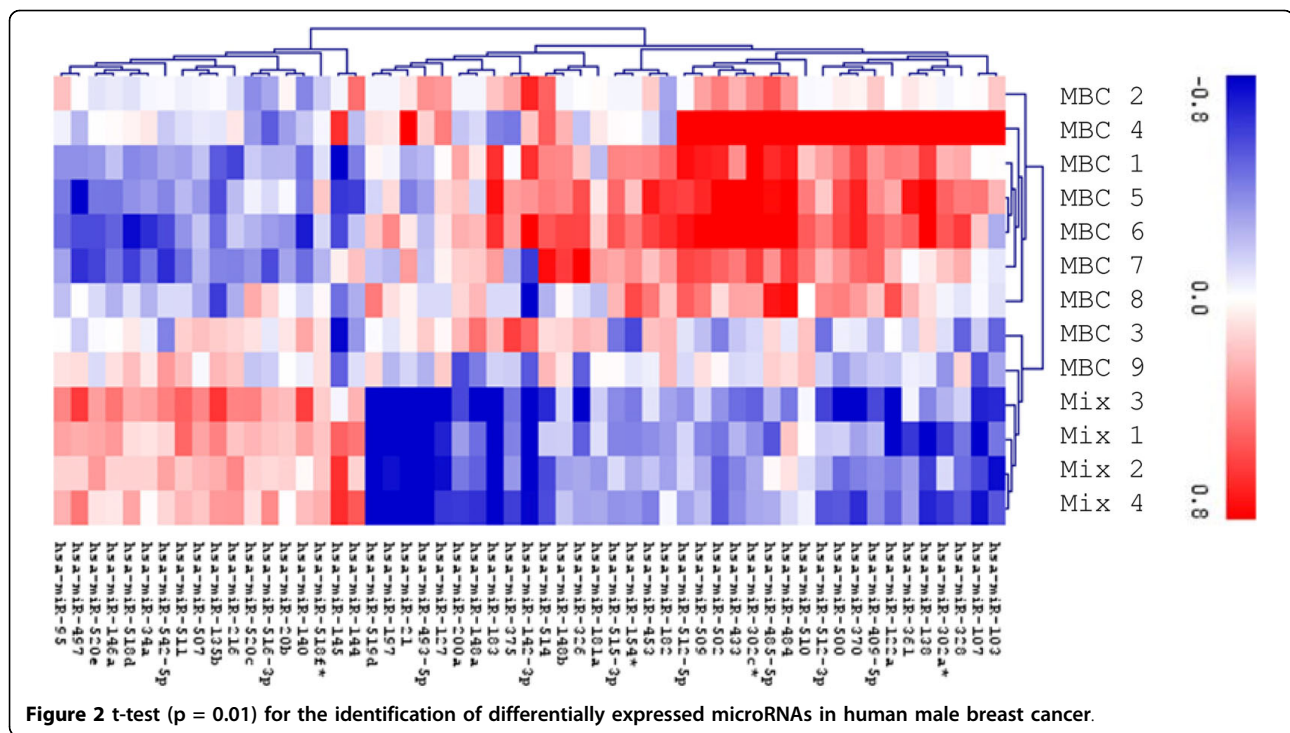 MBC 2
MBC 4
MBC 1
MBC 5
MBC 6
MBC 7
MBC 8
MBC 3
MBC 9
Mix 3
Mix 1
Mix 2
Mix 4
-0.8
0.0
0.8
hsa-miR-95
hsa-miR-497
hsa-miR-520e
hsa-miR-146a
hsa-miR-518d
hsa-miR-34a
hsa-miR-542-5p
hsa-miR-511
hsa-miR-507
hsa-miR-135b
hsa-miR-216
hsa-miR-520c
hsa-miR-516-3p
hsa-miR-20b
hsa-miR-140
hsa-miR-518f*
hsa-miR-145
hsa-miR-144
hsa-miR-519d
hsa-miR-197
hsa-miR-21
hsa-miR-493-5p
hsa-miR-127
hsa-miR-200a
hsa-miR-148a
hsa-miR-183
hsa-miR-375
hsa-miR-142-3p
hsa-miR-514
hsa-miR-148b
hsa-miR-326
hsa-miR-181a
hsa-miR-515-3p
hsa-miR-154*
hsa-miR-453
hsa-miR-182
hsa-miR-512-5p
hsa-miR-509
hsa-miR-502
hsa-miR-433
hsa-miR-302c*
hsa-miR-485-5p
hsa-miR-484
hsa-miR-510
hsa-miR-512-3p
hsa-miR-500
hsa-miR-370
hsa-miR-409-5p
hsa-miR-122a
hsa-miR-361
hsa-miR-138
hsa-miR-302a*
hsa-miR-328
hsa-miR-107
hsa-miR-103
Figure 2 t-test (p = 0.01) for the identification of differentially expressed microRNAs in human male breast cancer.